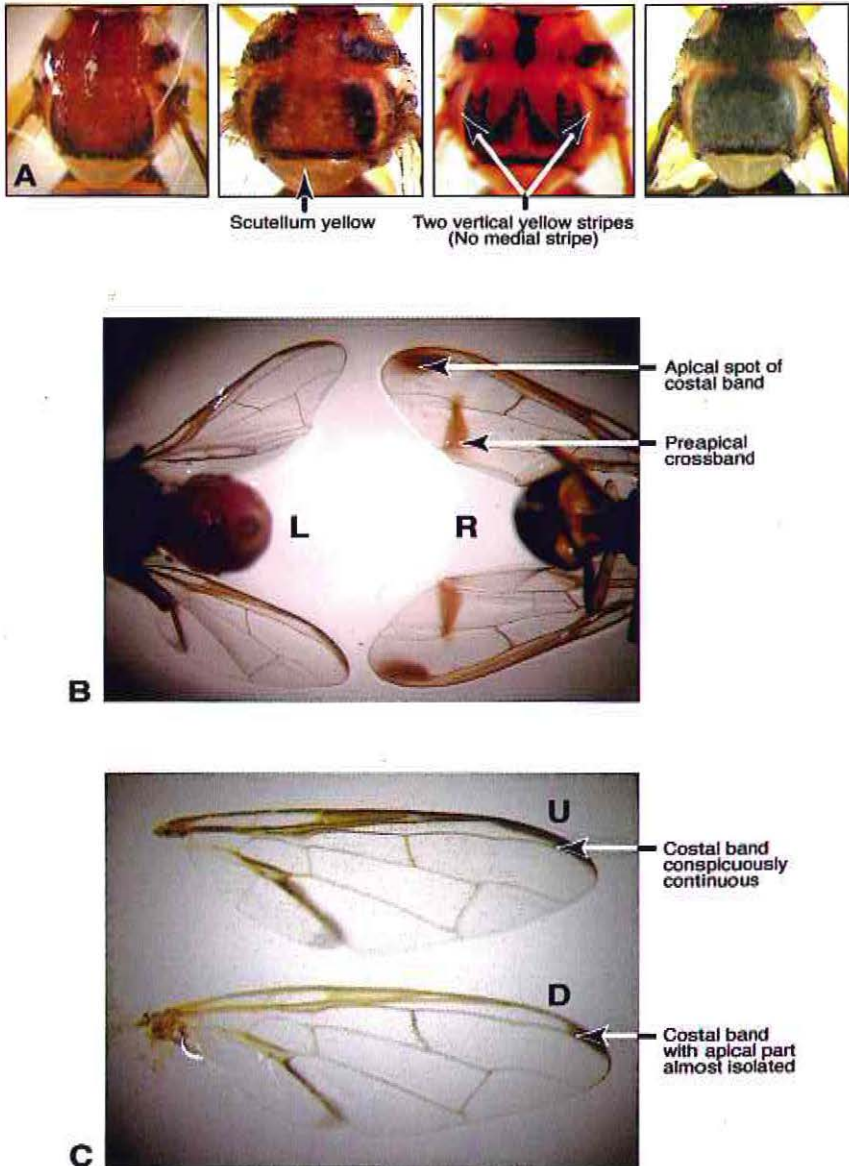 A
Scutellum yellow
Two vertical yellow stripes
(No medial stripe)
Apical spot of
costal band
Preapical
crossband
L
R
B
U
Costal band
conspicuously
continuous
D
Costal band
with apical part
almost isolated
C